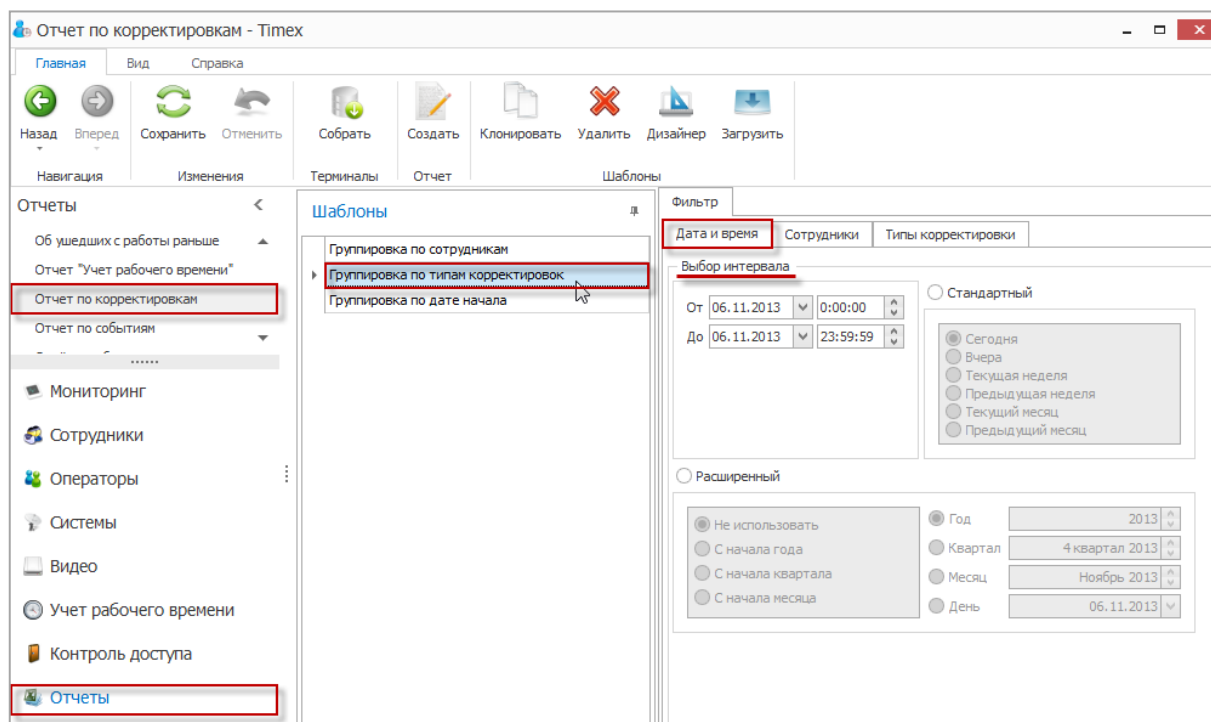 Отчет по корректировкам - Timex
Главная Вид Справка
Назад Вперед Сохранить Отменить Собрать Создать Клонировать Удалить Дизайнер Загрузить
Навигация Изменения Терминалы Отчет Шаблоны
Отчеты
Об ушедших с работы раньше
Отчет "Учет рабочего времени"
Отчет по корректировкам
Отчет по событиям
Мониторинг
Сотрудники
Операторы
Системы
Видео
Учет рабочего времени
Контроль доступа
Отчеты
Шаблоны
Группировка по сотрудникам
Группировка по типам корректировок
Группировка по дате начала
Фильтр
Дата и время Сотрудники Типы корректировки
Выбор интервала
От 06.11.2013 0:00:00
До 06.11.2013 23:59:59
Стандартный
Сегодня
Вчера
Текущая неделя
Предыдущая неделя
Текущий месяц
Предыдущий месяц
Расширенный
Не использовать
С начала года
С начала квартала
С начала месяца
Год 2013
Квартал 4 квартал 2013
Месяц Ноябрь 2013
День 06.11.2013